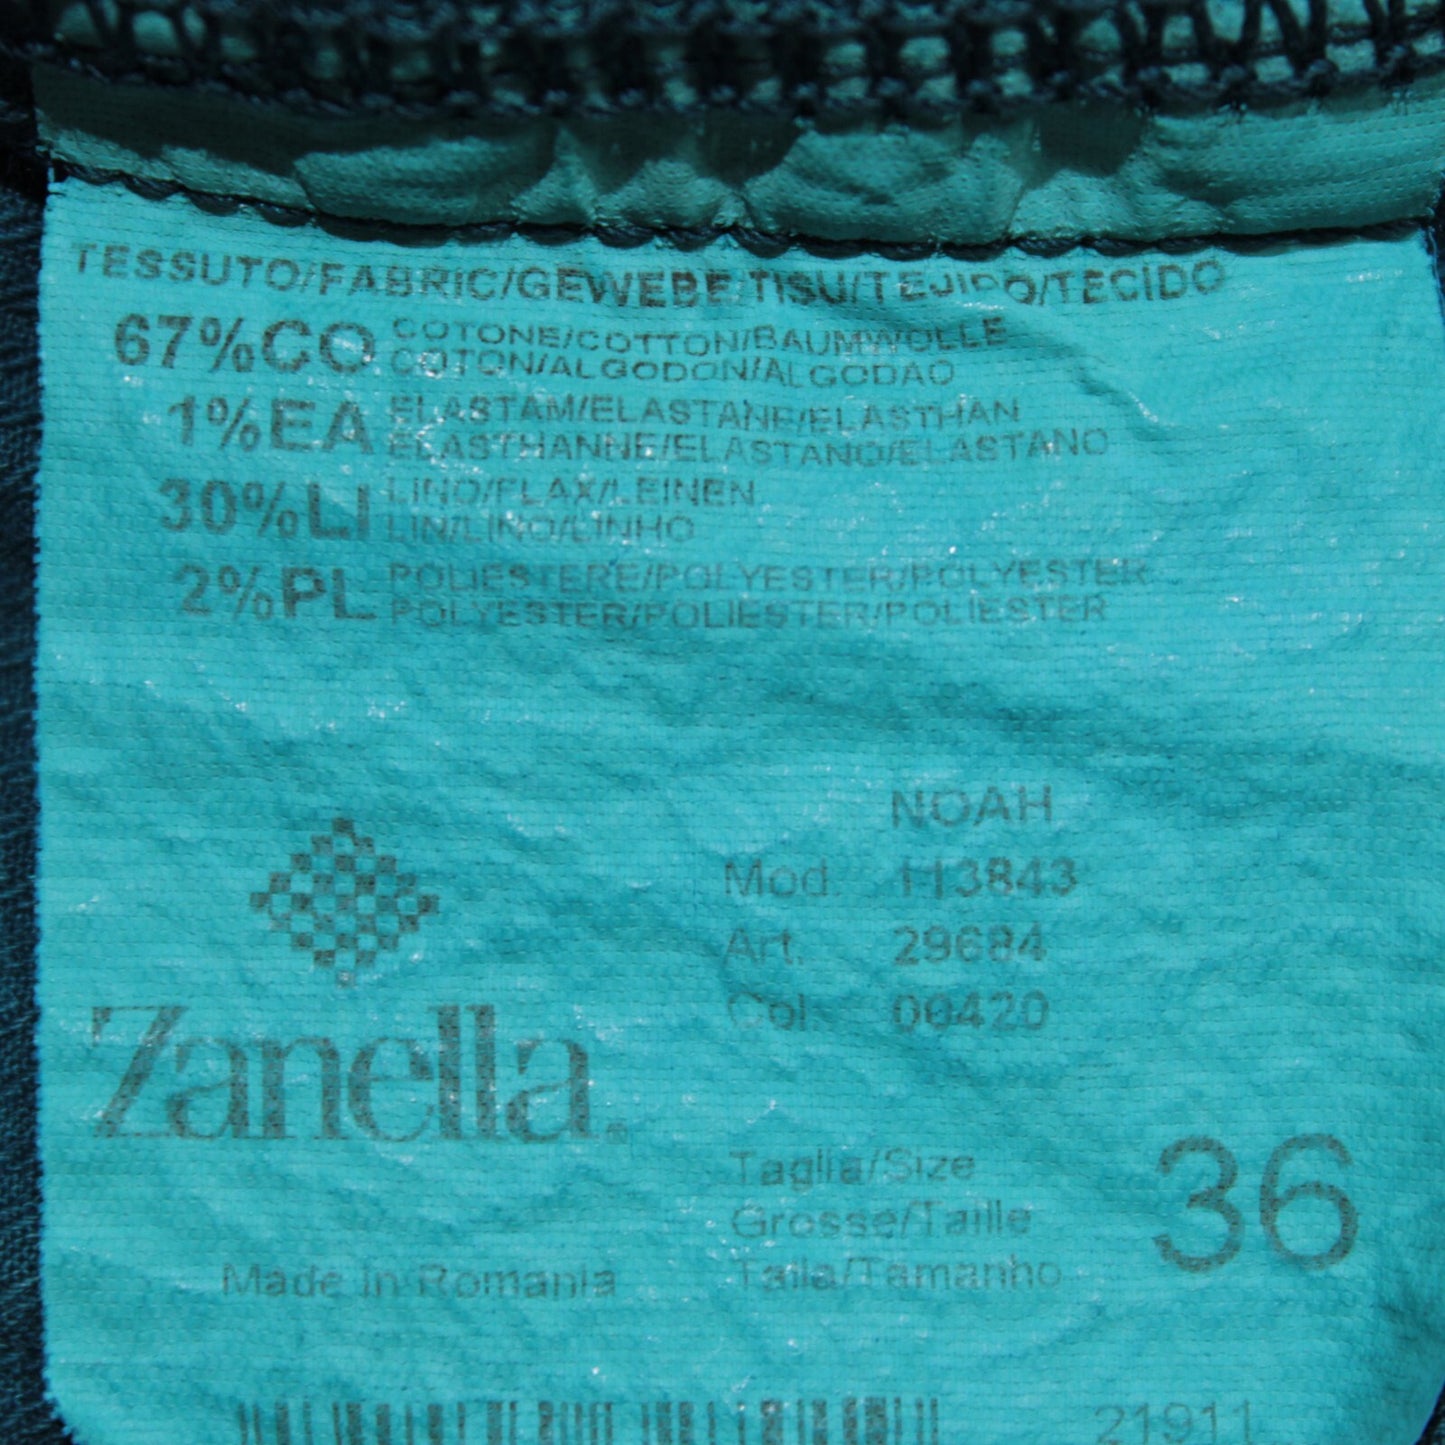 TESSUTO/FABRIC/GEWEBE/TISU/TEJIDO/TECIDO
67%CO COTONE/COTTON/BAUMWOLLE
COTON/ALGODON/ALGODAO
1%EA ELASTAM/ELASTANE/ELASTHAN
ELASTHANNE/ELASTANO/ELASTANO
30%LI LINO/FLAX/LEINEN
LIN/LINO/LINHO
2%PL POLIESTERE/POLYESTER/POLYESTER
POLYESTER/POLIESTER/POLIESTER
NOAH
Mod. 113843
Art. 29684
Col. 00420
Zanella®
Taglia/Size
Grosse/Taille
Talla/Tamanho
36
Made in Romania
21911